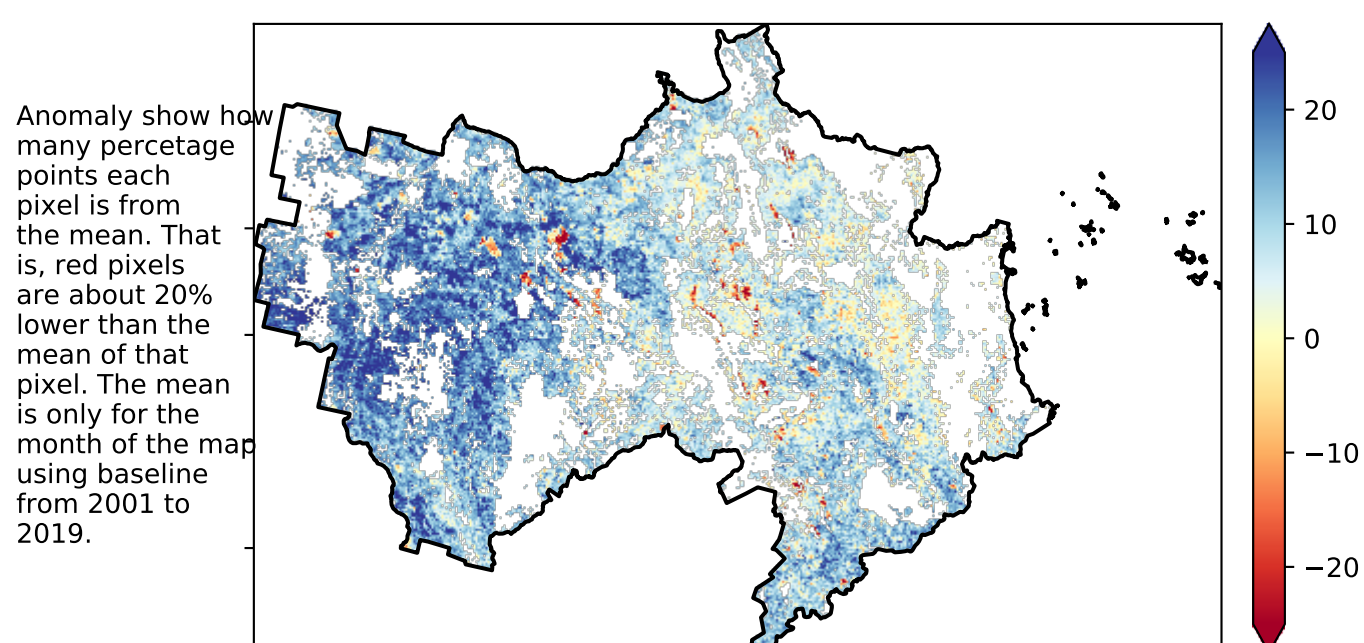 Anomaly show how
many percetage
points each
pixel is from
the mean. That
is, red pixels
are about 20%
lower than the
mean of that
pixel. The mean
is only for the
month of the map
using baseline
from 2001 to
2019.
20
10
0
−10
−20